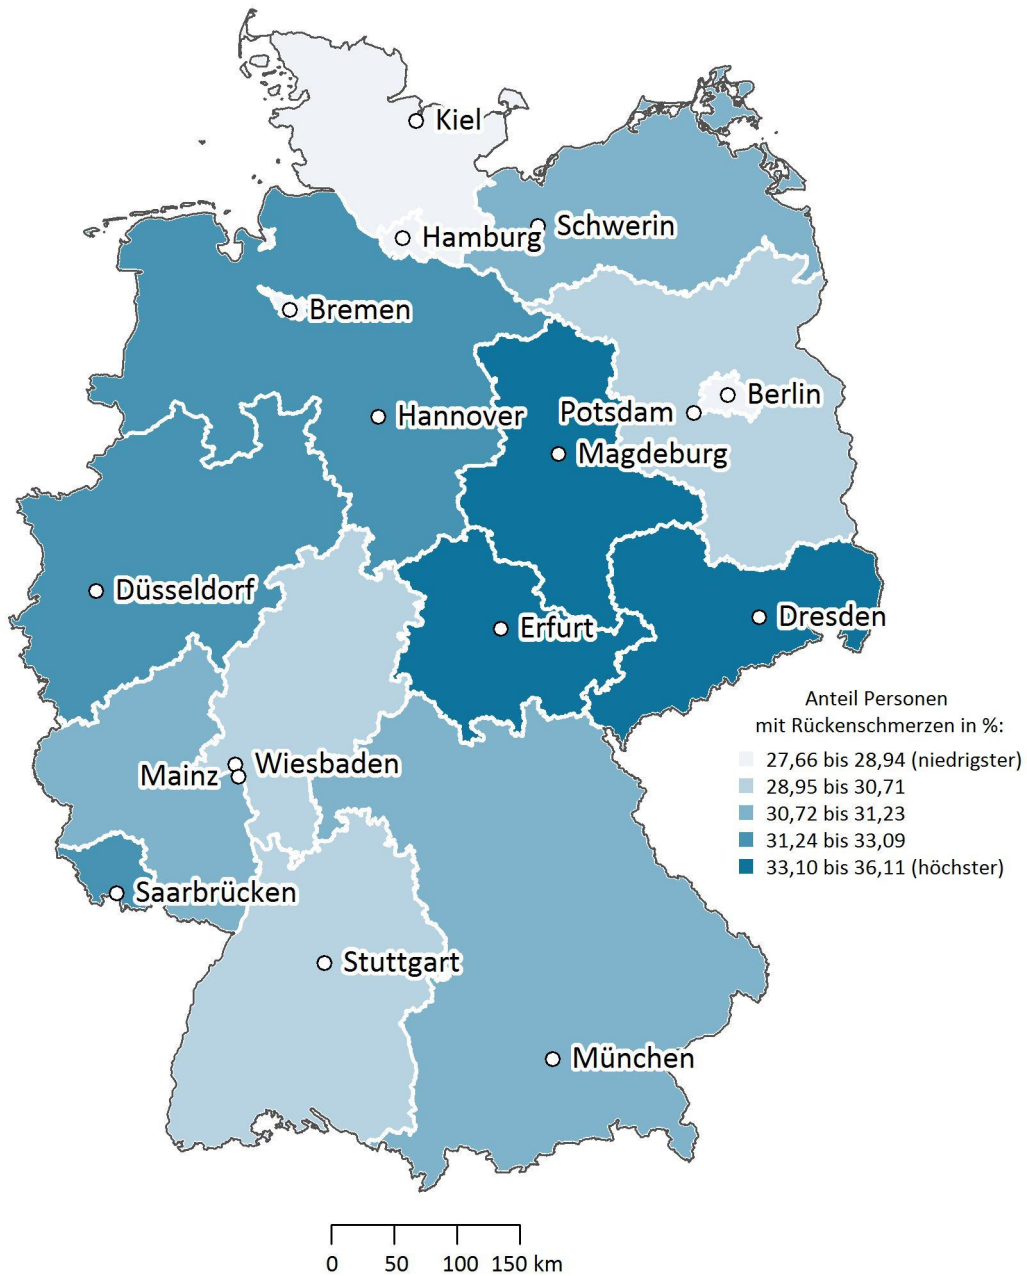 Kiel
Schwerin
Hamburg
Bremen
Berlin
Hannover
Potsdam
Magdeburg
Düsseldorf
Dresden
Erfurt
Anteil Personen
mit Rückenschmerzen in %:
27,66 bis 28,94 (niedrigster)
28,95 bis 30,71
30,72 bis 31,23
31,24 bis 33,09
33,10 bis 36,11 (höchster)
Wiesbaden
Mainz
Saarbrücken
Stuttgart
München
0 50 100 150 km